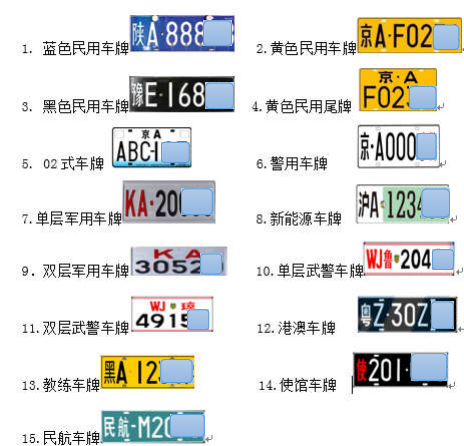 1. 蓝色民用车牌 陕A·888
2.黄色民用车牌 京A·F02
3. 黑色民用车牌 豫E·168
4.黄色民用尾牌 京·A
F023
5. 02式车牌 京A
ABC·
6.警用车牌 京·A000
7.单层军用车牌 KA·20
8.新能源车牌 沪A·1234
9. 双层军用车牌 KA
3052
10.单层武警车牌 WJ鲁·204
11.双层武警车牌 WJ·琼
4915
12.港澳车牌 粤Z·30Z
13.教练车牌 黑A·12
14.使馆车牌 使201·
15.民航车牌 民航-M20